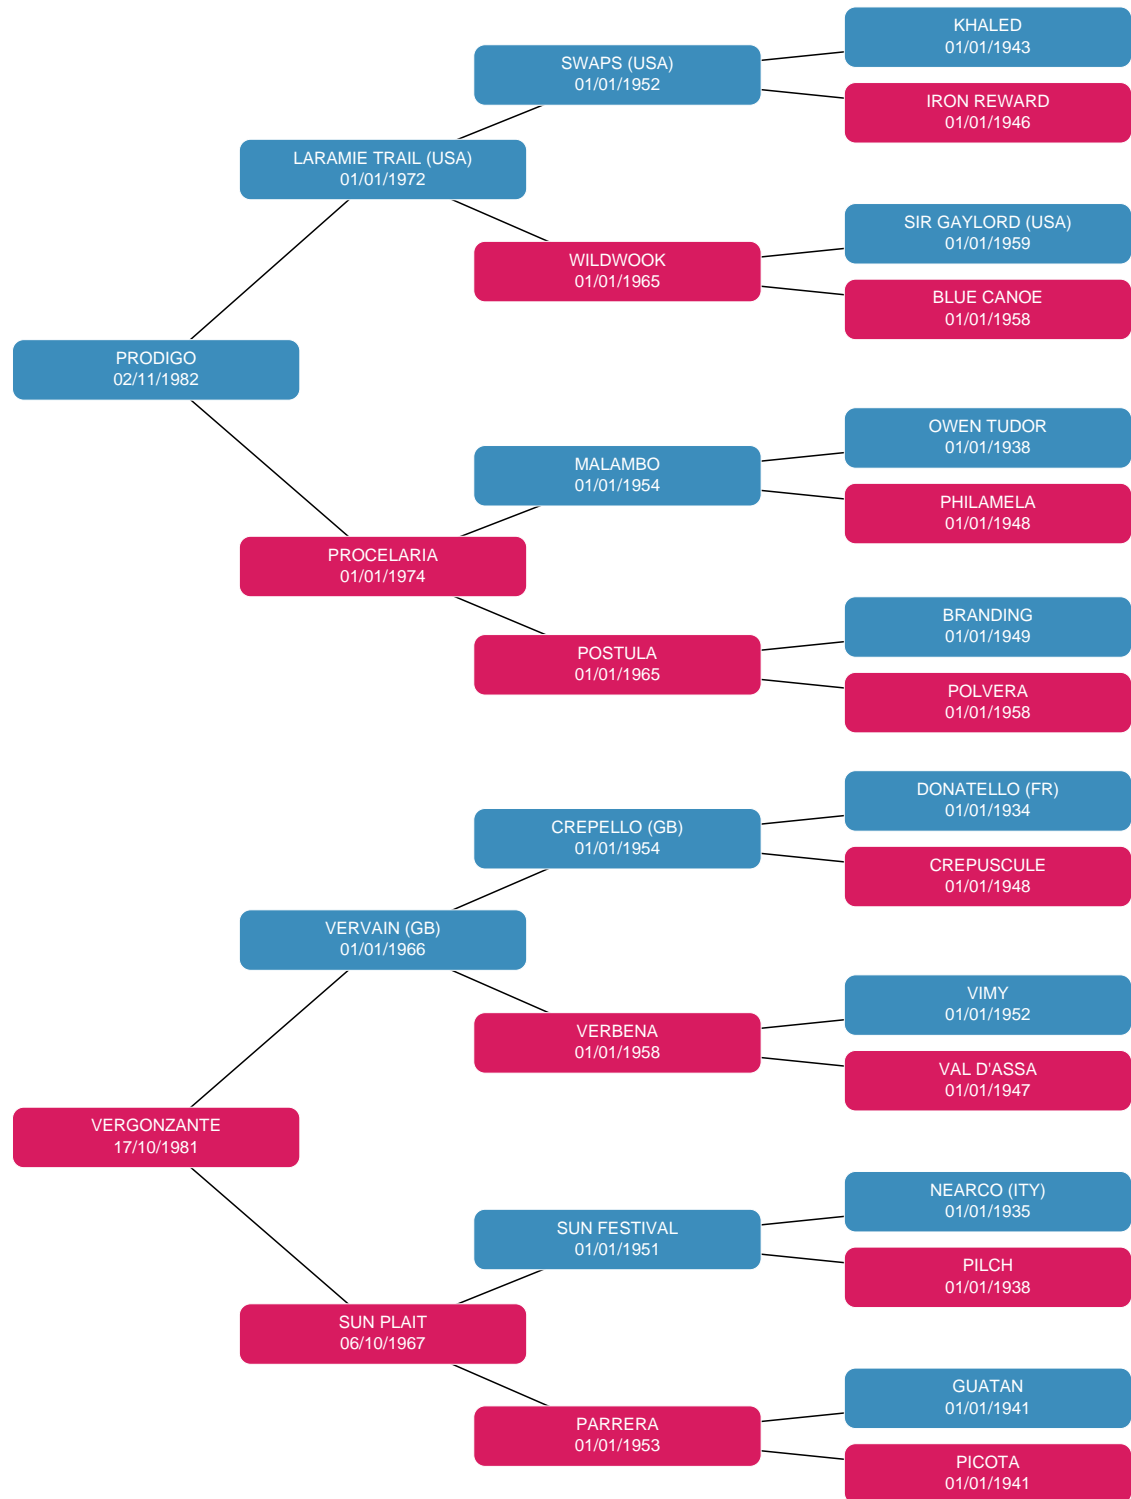 KHALED
01/01/1943
SWAPS (USA)
01/01/1952
IRON REWARD
01/01/1946
LARAMIE TRAIL (USA)
01/01/1972
SIR GAYLORD (USA)
01/01/1959
WILDWOOK
01/01/1965
BLUE CANOE
01/01/1958
PRODIGO
02/11/1982
OWEN TUDOR
01/01/1938
MALAMBO
01/01/1954
PHILAMELA
01/01/1948
PROCELARIA
01/01/1974
BRANDING
01/01/1949
POSTULA
01/01/1965
POLVERA
01/01/1958
DONATELLO (FR)
01/01/1934
CREPELLO (GB)
01/01/1954
CREPUSCULE
01/01/1948
VERVAIN (GB)
01/01/1966
VIMY
01/01/1952
VERBENA
01/01/1958
VAL D'ASSA
01/01/1947
VERGONZANTE
17/10/1981
NEARCO (ITY)
01/01/1935
SUN FESTIVAL
01/01/1951
PILCH
01/01/1938
SUN PLAIT
06/10/1967
GUATAN
01/01/1941
PARRERA
01/01/1953
PICOTA
01/01/1941